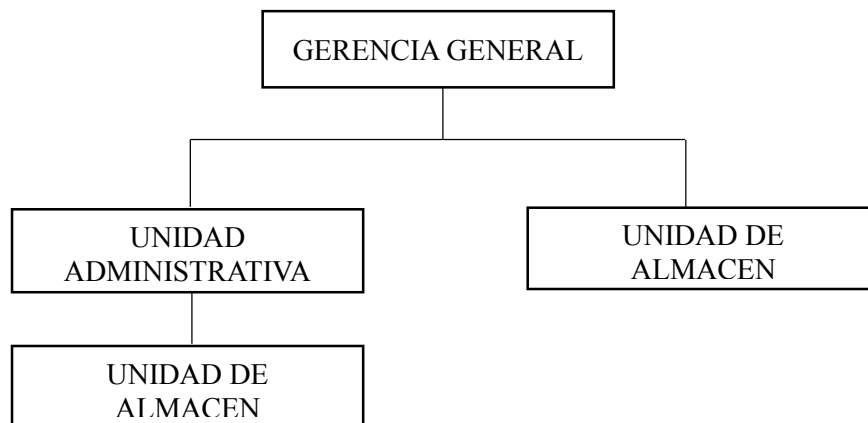 GERENCIA GENERAL
UNIDAD
ADMINISTRATIVA
UNIDAD DE
ALMACEN
UNIDAD DE
ALMACEN